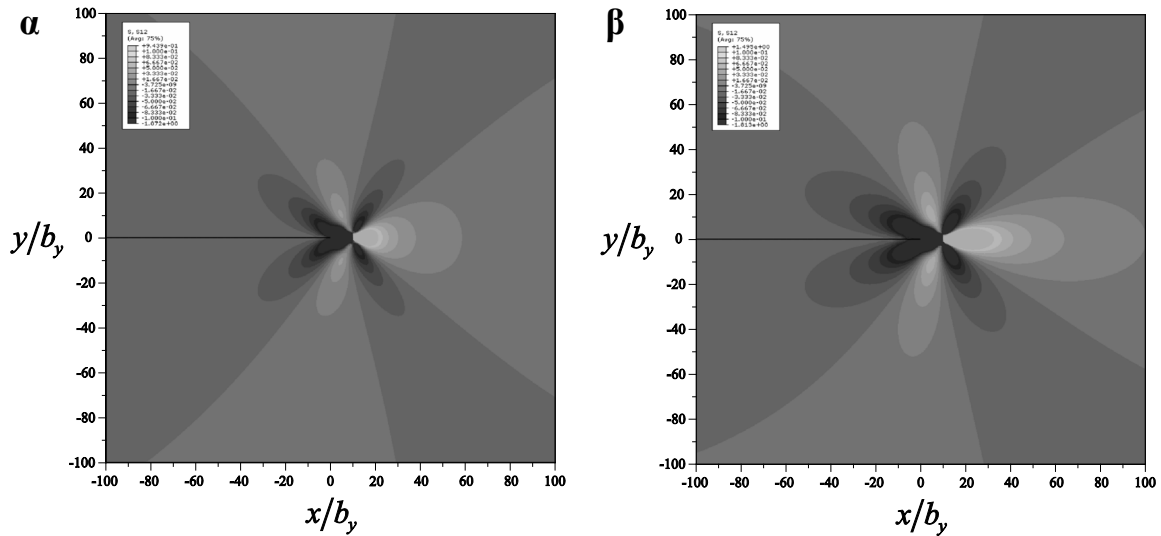 α
β
S, S12
(Avg: 75%)
+9.439e-01
+1.000e-01
+8.333e-02
+6.667e-02
+5.000e-02
+3.333e-02
+1.667e-02
-3.725e-09
-1.667e-02
-3.333e-02
-5.000e-02
-6.667e-02
-8.333e-02
-1.000e-01
-1.072e+00
100
80
60
40
20
0
-20
-40
-60
-80
-100
y/b_y
-100 -80 -60 -40 -20 0 20 40 60 80 100
x/b_y
S, S12
(Avg: 75%)
+1.495e+00
+1.000e-01
+8.333e-02
+6.667e-02
+5.000e-02
+3.333e-02
+1.667e-02
-3.725e-09
-1.667e-02
-3.333e-02
-5.000e-02
-6.667e-02
-8.333e-02
-1.000e-01
-1.813e+00
100
80
60
40
20
0
-20
-40
-60
-80
-100
y/b_y
-100 -80 -60 -40 -20 0 20 40 60 80 100
x/b_y